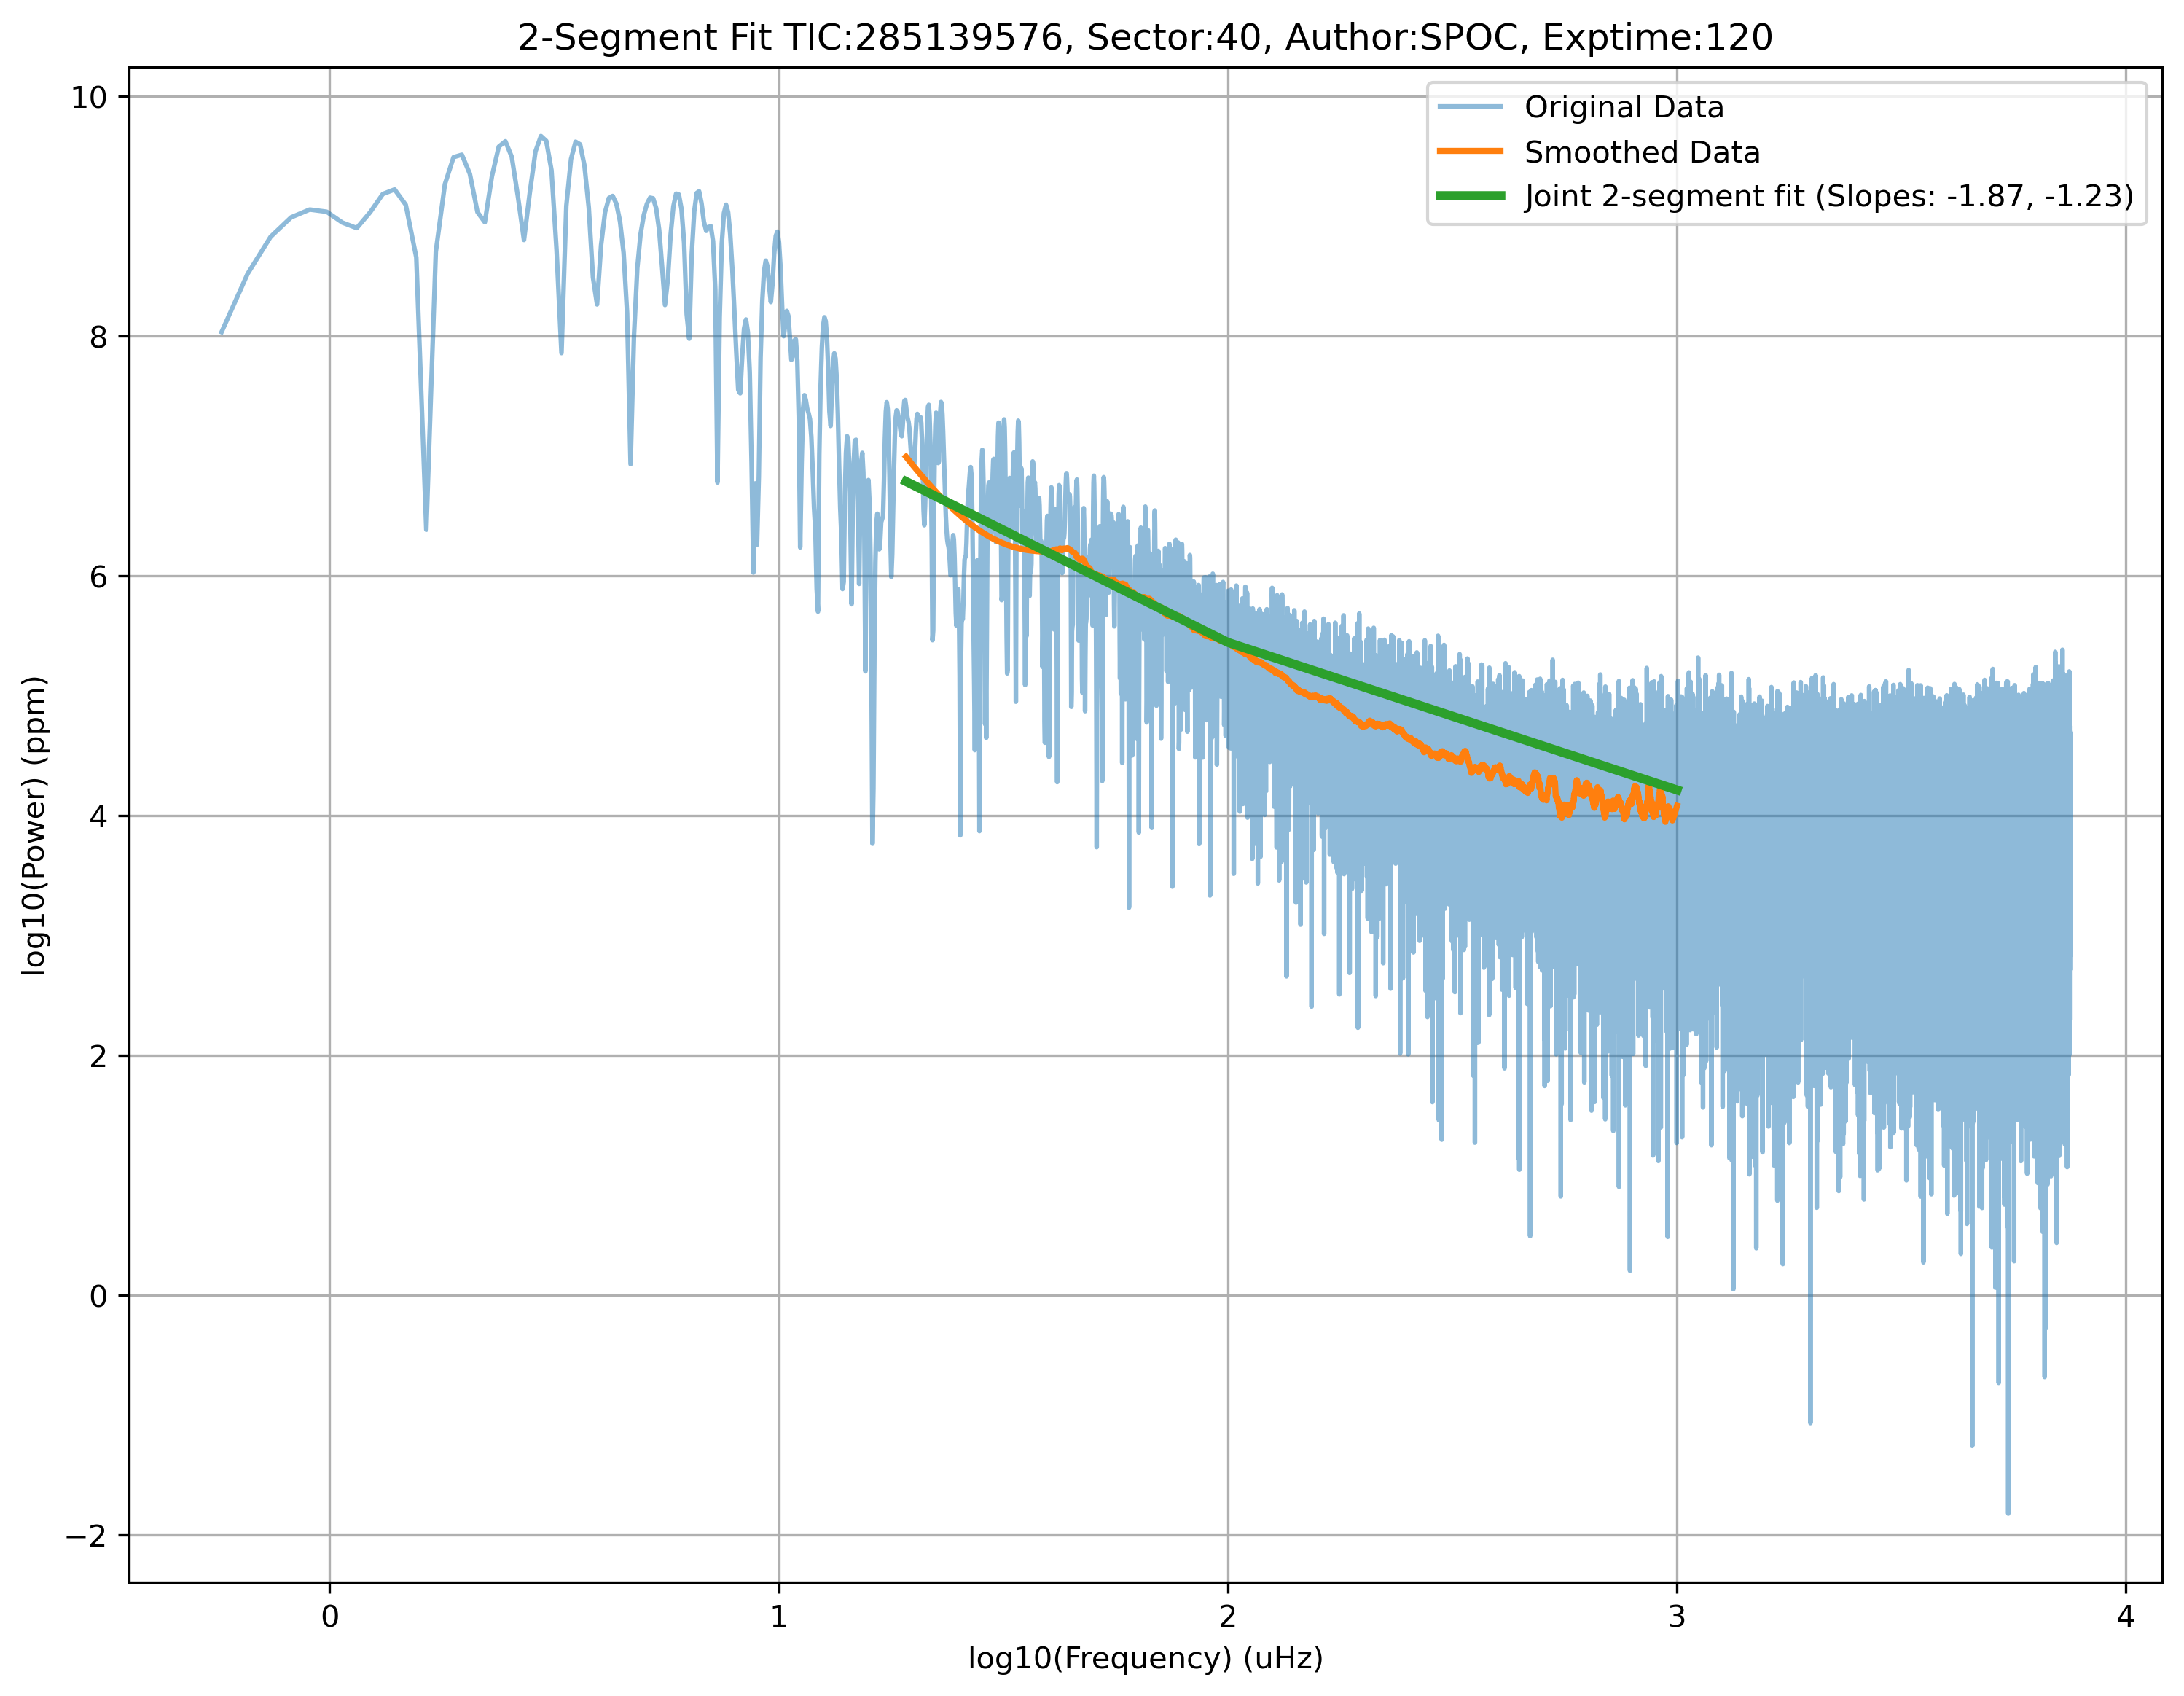 2-Segment Fit TIC:285139576, Sector:40, Author:SPOC, Exptime:120
Original Data
Smoothed Data
Joint 2-segment fit (Slopes: -1.87, -1.23)
log10(Power) (ppm)
10
8
6
4
2
0
−2
0 1 2 3 4
log10(Frequency) (uHz)